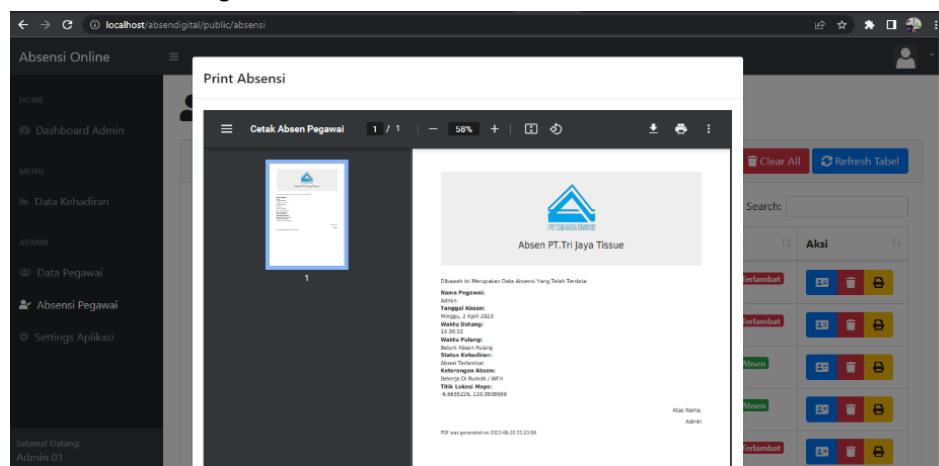 localhost/absendigital/public/absensi
Absensi Online
Print Absensi
HOME
Dashboard Admin
MENU
Data Kehadiran
ADMIN
Data Pegawai
Absensi Pegawai
Settings Aplikasi
Selamat Datang:
Admin 01
Cetak Absen Pegawai
1 / 1
58%
1
PT TRI JAYA TISSUE
Absen PT.Tri Jaya Tissue
Dibawah Ini Merupakan Data Absensi Yang Telah Terdata:
Nama Pegawai:
Admin
Tanggal Absen:
Minggu, 2 April 2023
Waktu Datang:
14:36:32
Waktu Pulang:
Belum Absen Pulang
Status Kehadiran:
Absen Terlambat
Keterangan Absen:
Bekerja Di Rumah / WFH
Titik Lokasi Maps:
Atas Nama,
Admin
Clear All
Refresh Tabel
Search:
Aksi
Terlambat
Terlambat
Absen
Absen
Terlambat